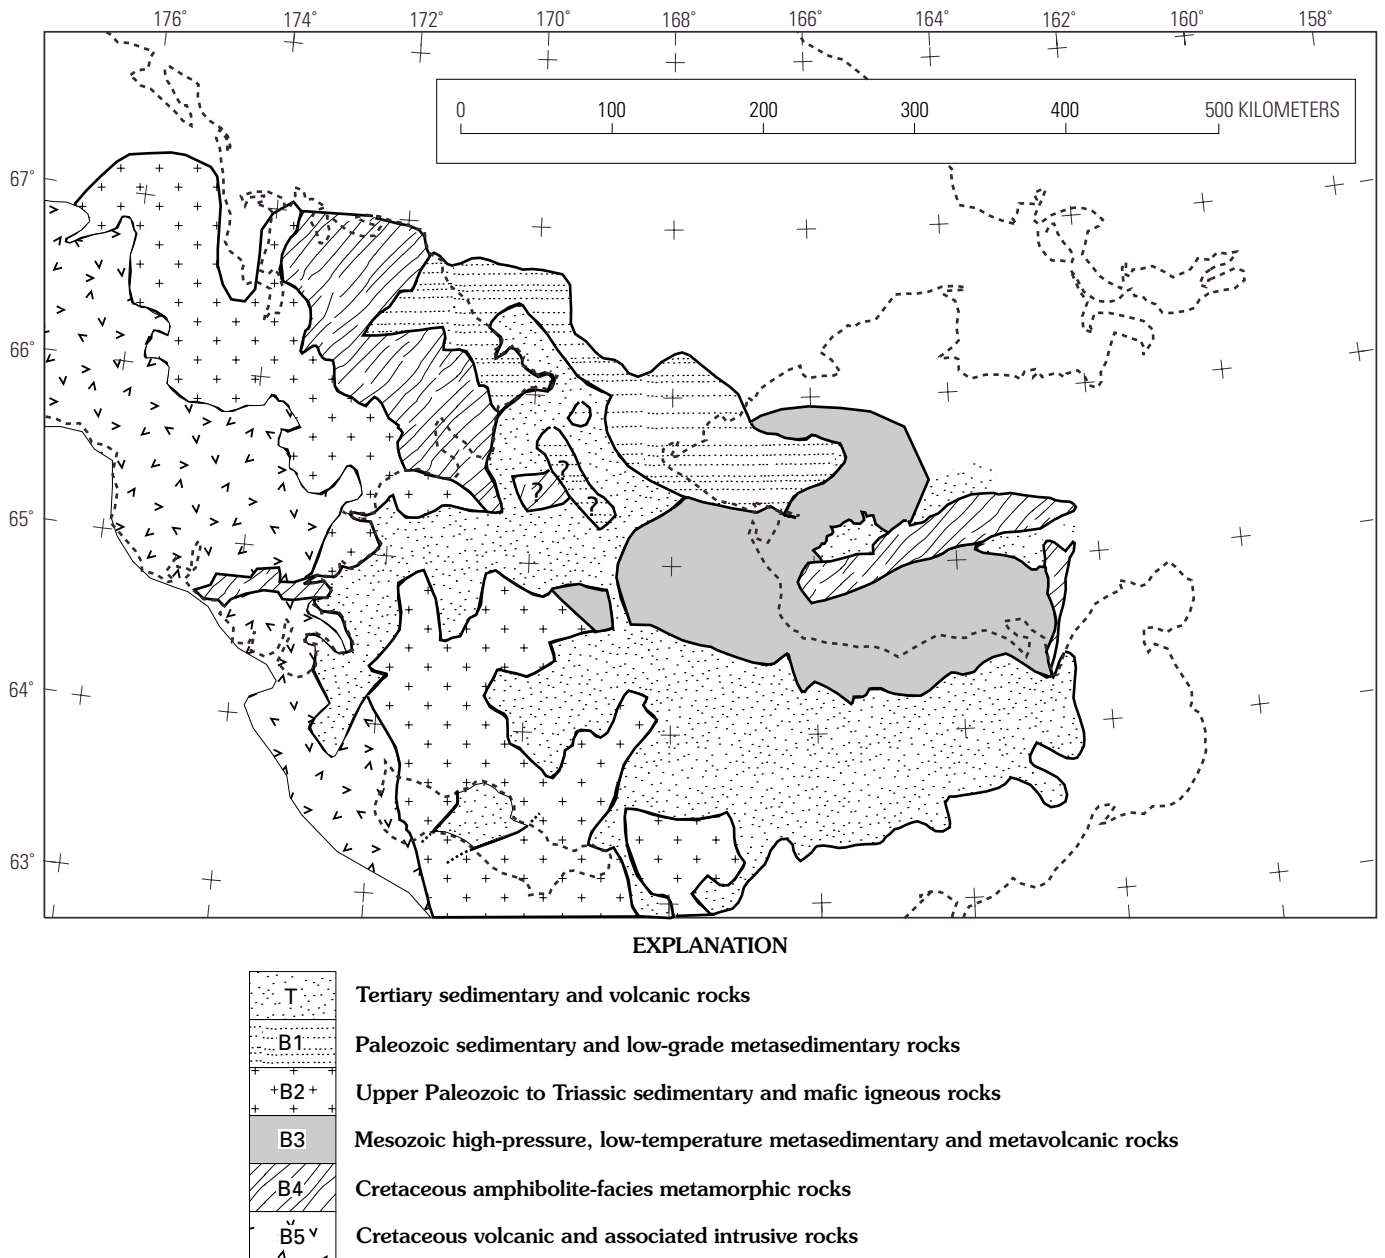 176° 174° 172° 170° 168° 166° 164° 162° 160° 158°
0 100 200 300 400 500 KILOMETERS
67°
66°
65°
64°
63°
?
?
?
EXPLANATION
T Tertiary sedimentary and volcanic rocks
B1 Paleozoic sedimentary and low-grade metasedimentary rocks
B2 Upper Paleozoic to Triassic sedimentary and mafic igneous rocks
B3 Mesozoic high-pressure, low-temperature metasedimentary and metavolcanic rocks
B4 Cretaceous amphibolite-facies metamorphic rocks
B5 Cretaceous volcanic and associated intrusive rocks